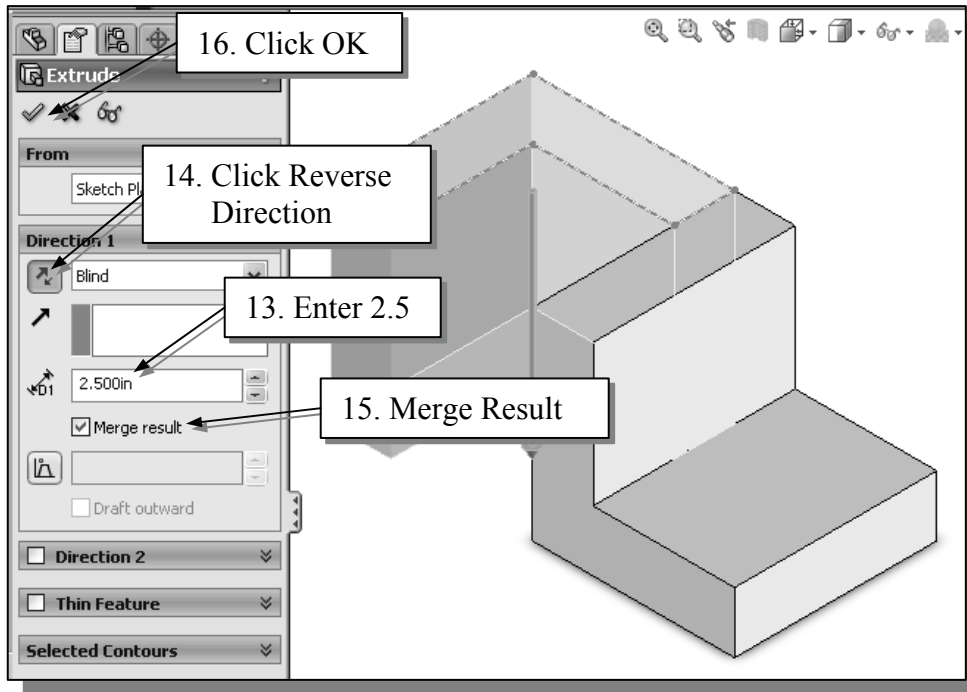 16. Click OK
Extrude
From
14. Click Reverse
Direction
Sketch Pl
Direction 1
Blind
13. Enter 2.5
D1
2.500in
15. Merge Result
Merge result
Draft outward
Direction 2
Thin Feature
Selected Contours